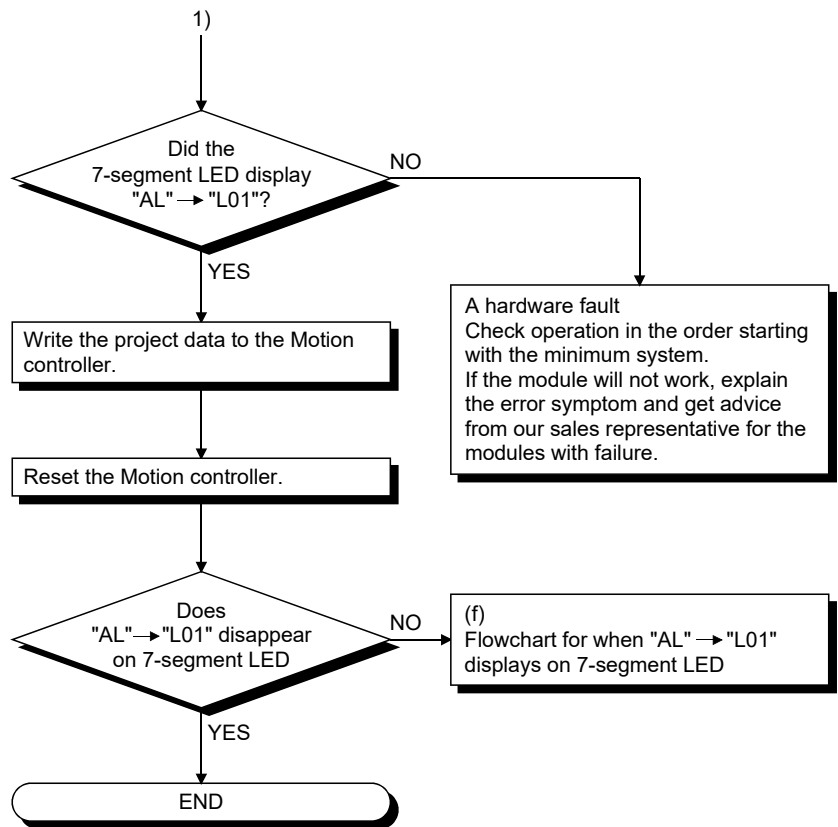 1)
Did the
7-segment LED display
"AL" → "L01"?
NO
YES
A hardware fault
Check operation in the order starting
with the minimum system.
If the module will not work, explain
the error symptom and get advice
from our sales representative for the
modules with failure.
Write the project data to the Motion
controller.
Reset the Motion controller.
Does
"AL" → "L01" disappear
on 7-segment LED
NO
(f)
Flowchart for when "AL" → "L01"
displays on 7-segment LED
YES
END